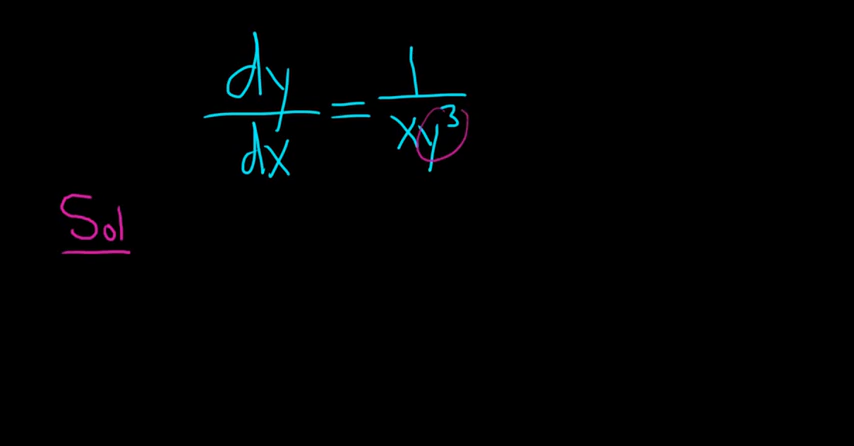 dy/dx = 1/xy³
Sol